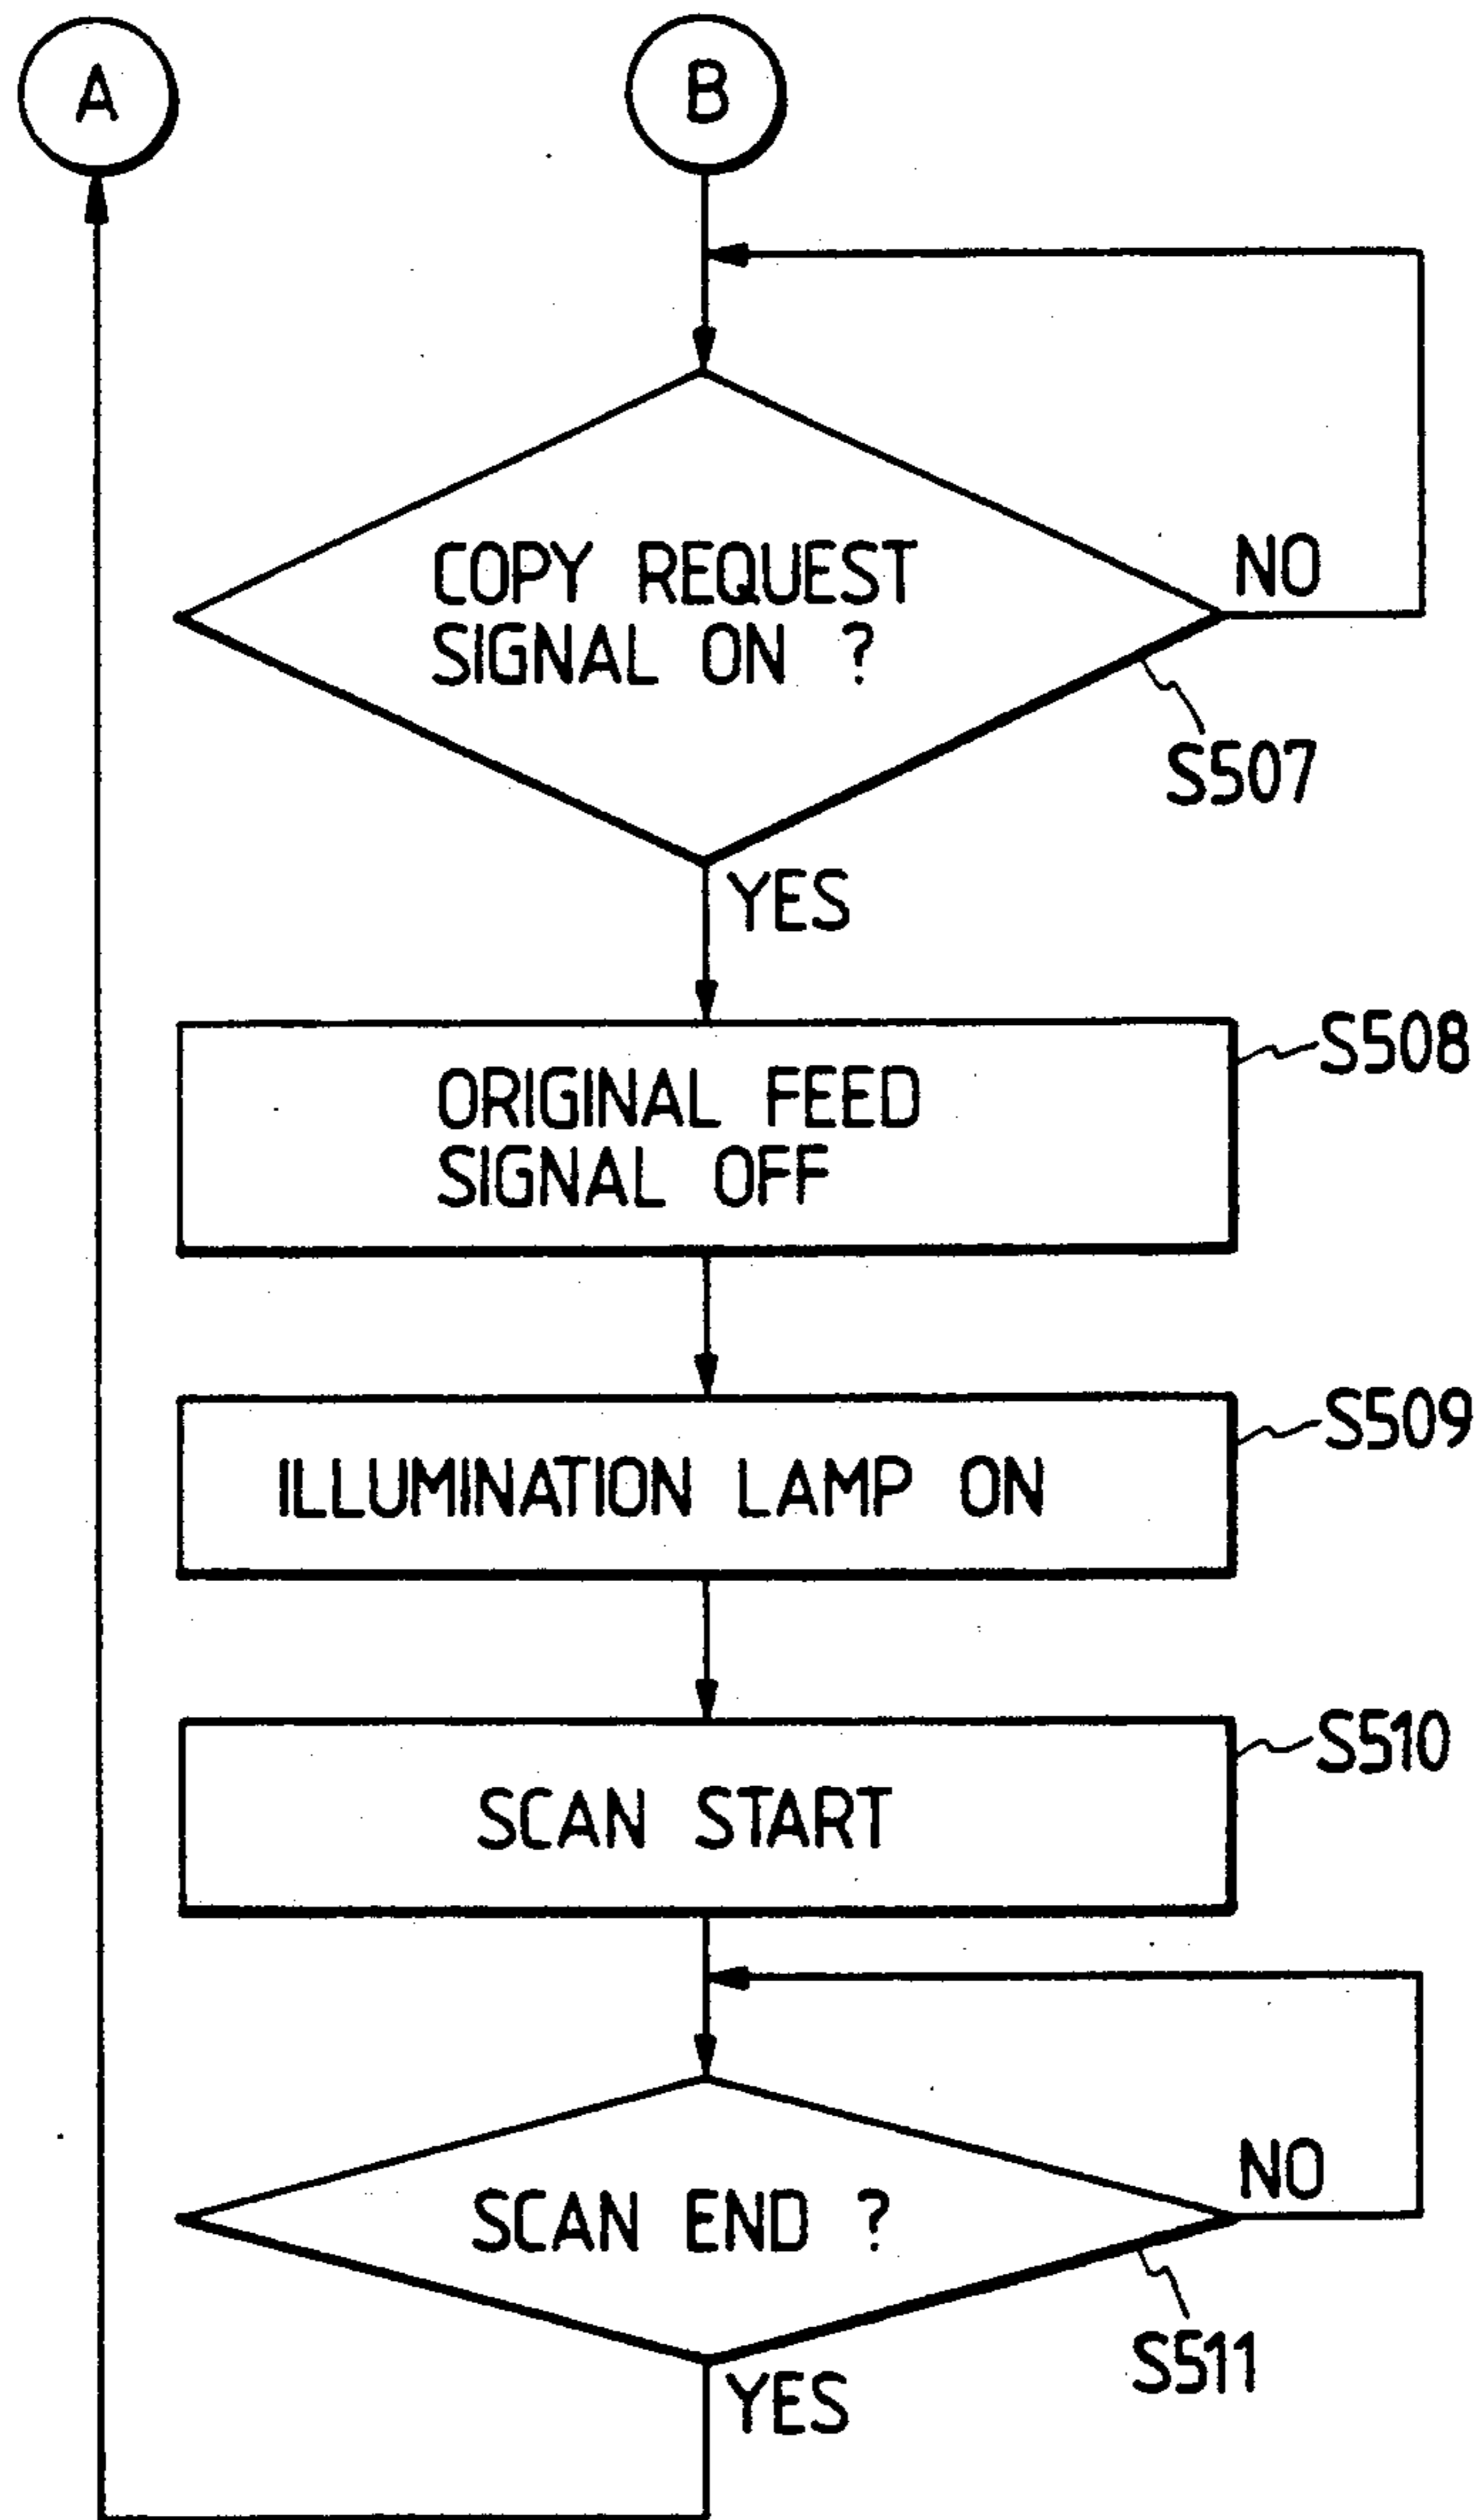 A
B
COPY REQUEST
SIGNAL ON ?
NO
S507
YES
S508
ORIGINAL FEED
SIGNAL OFF
S509
ILLUMINATION LAMP ON
S510
SCAN START
NO
SCAN END ?
S511
YES